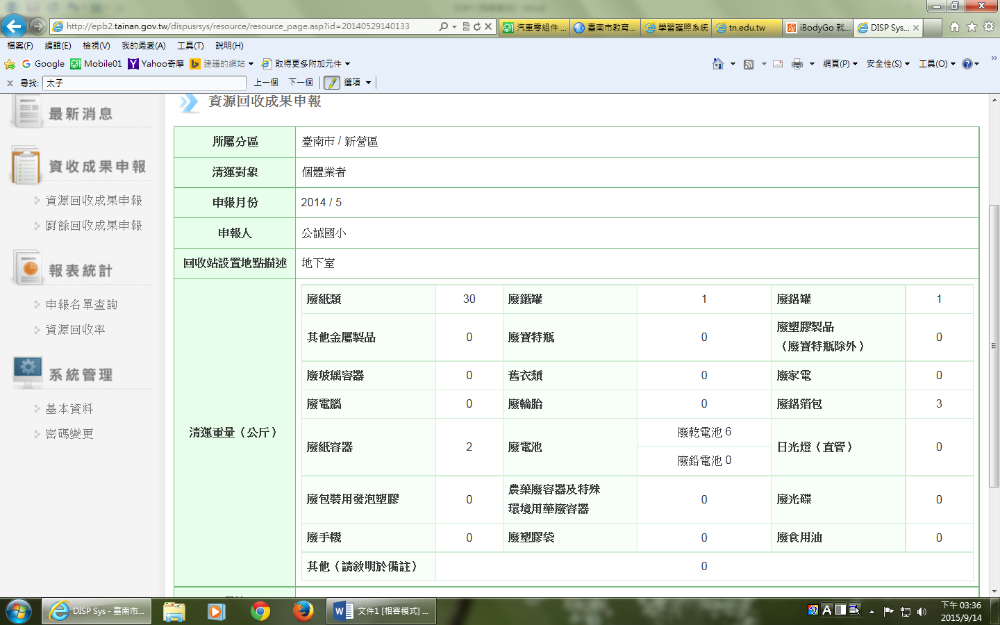 http://epb2.tainan.gov.tw/dispusrsys/resource/resource_page.asp?id=20140529140133
汽車零組件 ...
臺南市教育...
學習護照系統
tn.edu.tw
iBodyGo 就...
DISP Sys...
檔案(F) 編輯(E) 檢視(V) 我的最愛(A) 工具(T) 說明(H)
Google Mobile01 Yahoo奇摩 建議的網站 取得更多附加元件
網頁(P) 安全性(S) 工具(O)
尋找: 太子 上一個 下一個 選項
最新消息
資收成果申報
資源回收成果申報
廚餘回收成果申報
報表統計
申報名單查詢
資源回收率
系統管理
基本資料
密碼變更
資源回收成果申報
所屬分區 臺南市 / 新營區
清運對象 個體業者
申報月份 2014 / 5
申報人 公誠國小
回收站設置地點描述 地下室
清運重量（公斤）
廢紙類 30 廢鐵罐 1 廢鋁罐 1
其他金屬製品 0 廢寶特瓶 0 廢塑膠製品（廢寶特瓶除外） 0
廢玻璃容器 0 舊衣類 0 廢家電 0
廢電腦 0 廢輪胎 0 廢鋁箔包 3
廢紙容器 2 廢電池 廢乾電池 6 廢鉛電池 0 日光燈（直管） 0
廢包裝用發泡塑膠 0 農藥廢容器及特殊環境用藥廢容器 0 廢光碟 0
廢手機 0 廢塑膠袋 0 廢食用油 0
其他（請敘明於備註） 0
DISP Sys - 臺南市...
文件1 [相容模式] ...
下午 03:36
2015/9/14